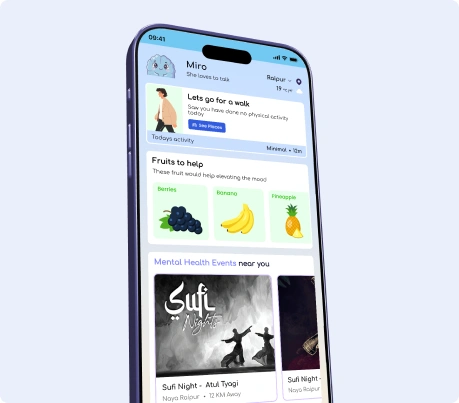 09:41
Miro
She loves to talk
Raipur
19
Lets go for a walk
Saw you have done no physical activity
today
See Places
Todays activity
Minimal • 12m
Fruits to help
These fruit would help elevating the mood
Berries
Banana
Pineapple
Mental Health Events near you
Sufi
Nights
Sufi Night - Atul Tyagi
Naya Raipur • 12 KM Away
Sufi Night -
Naya Raipur